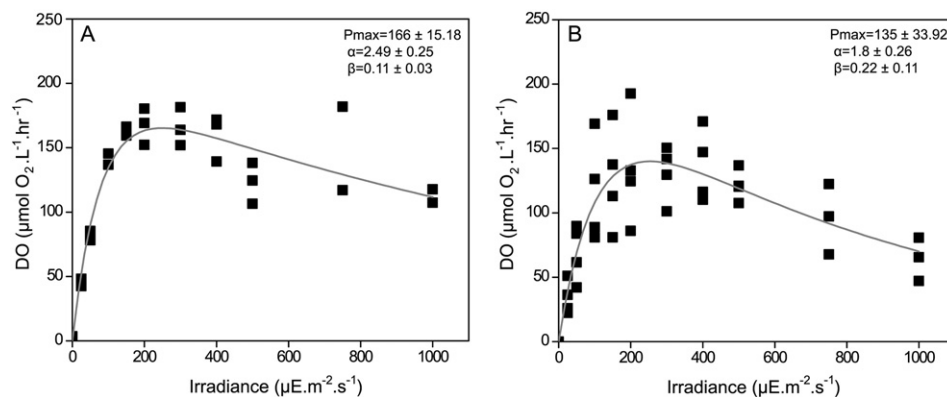 A
Pmax=166 ± 15.18
α=2.49 ± 0.25
β=0.11 ± 0.03
250
200
150
100
50
0
DO (µmol O₂.L⁻¹.hr⁻¹)
0 200 400 600 800 1000
Irradiance (µE.m⁻².s⁻¹)
B
Pmax=135 ± 33.92
α=1.8 ± 0.26
β=0.22 ± 0.11
250
200
150
100
50
0
DO (µmol O₂.L⁻¹.hr⁻¹)
0 200 400 600 800 1000
Irradiance (µE.m⁻².s⁻¹)